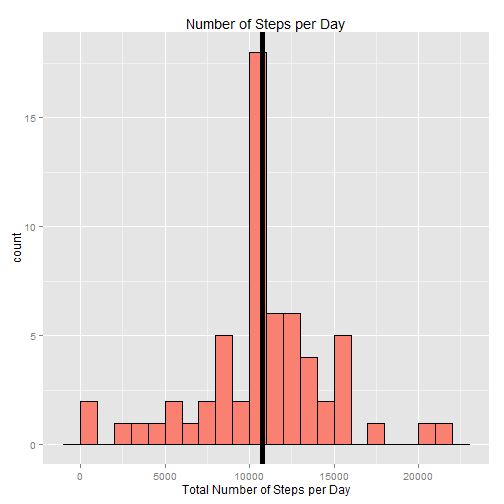 Number of Steps per Day
count
15
10
5
0
0 5000 10000 15000 20000
Total Number of Steps per Day